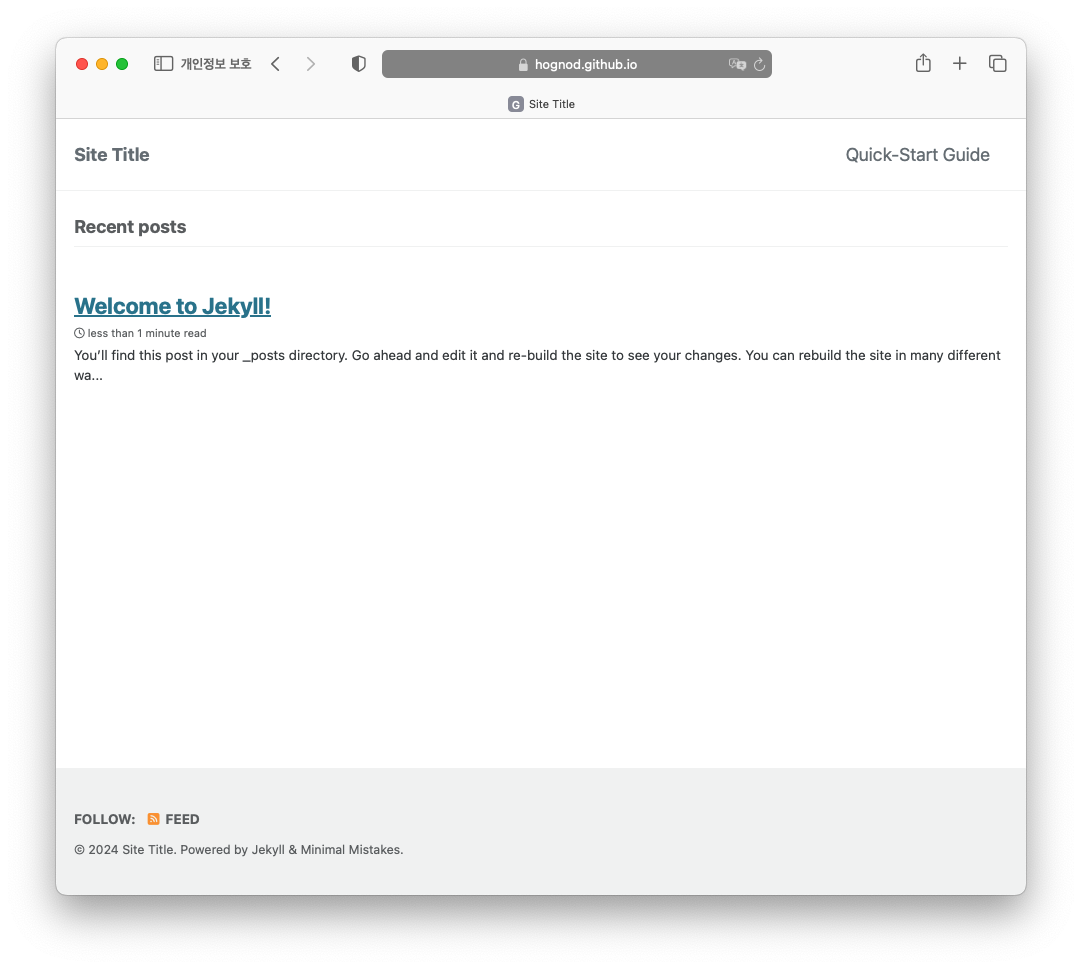 개인정보 보호
hognod.github.io
G Site Title
Site Title
Quick-Start Guide
Recent posts
Welcome to Jekyll!
less than 1 minute read
You’ll find this post in your _posts directory. Go ahead and edit it and re-build the site to see your changes. You can rebuild the site in many different
wa...
FOLLOW: FEED
© 2024 Site Title. Powered by Jekyll & Minimal Mistakes.